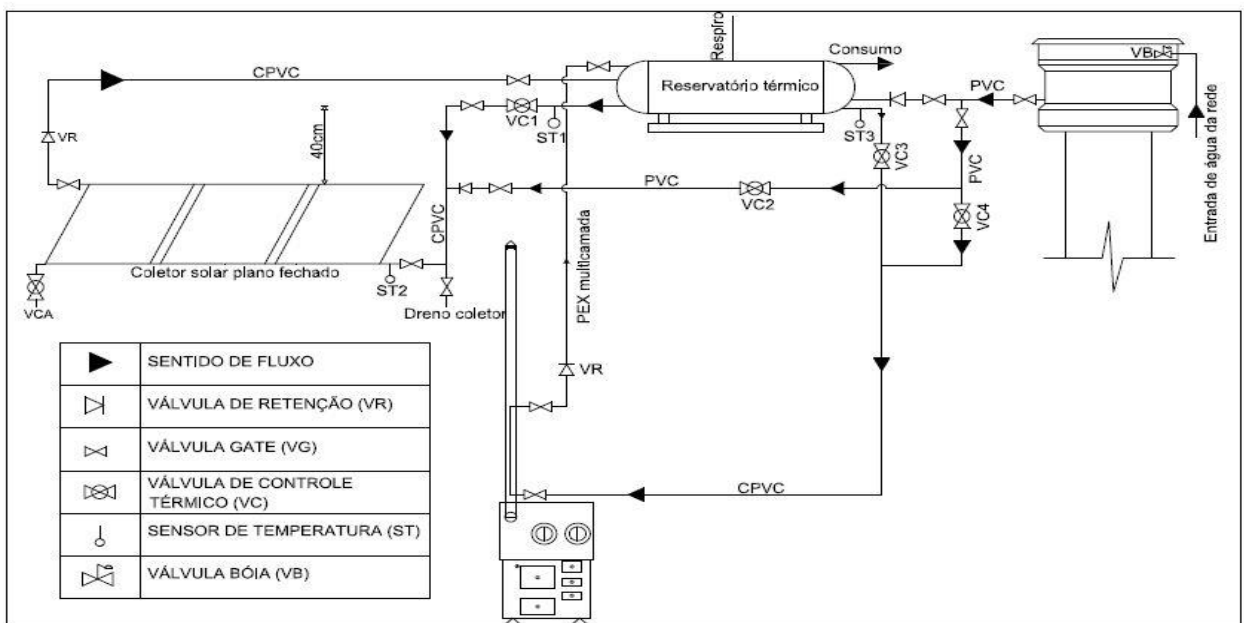 Respiro
Consumo
VB
CPVC
Reservatório térmico
PVC
VC1
ST1
ST3
VR
40cm
VC3
PVC
Entrada de água da rede
PVC
VC2
VC4
CPVC
Coletor solar plano fechado
ST2
VCA
Dreno coletor
PEX multicamada
VR
CPVC
SENTIDO DE FLUXO
VÁLVULA DE RETENÇÃO (VR)
VÁLVULA GATE (VG)
VÁLVULA DE CONTROLE
TÉRMICO (VC)
SENSOR DE TEMPERATURA (ST)
VÁLVULA BÓIA (VB)